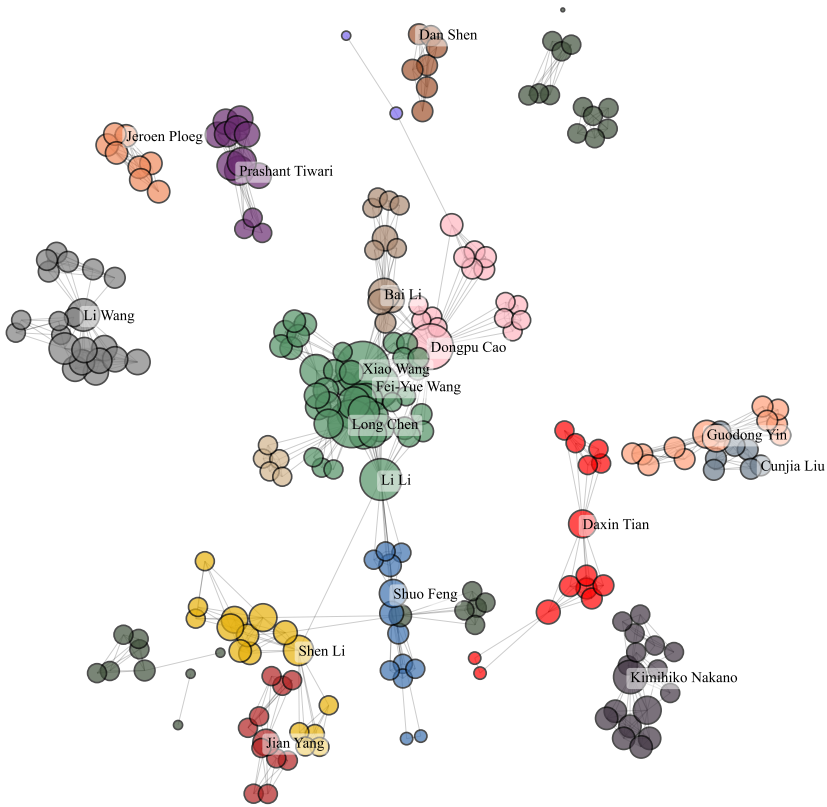 Dan Shen
Jeroen Ploeg
Prashant Tiwari
Bai Li
Li Wang
Dongpu Cao
Xiao Wang
Fei-Yue Wang
Long Chen
Guodong Yin
Cunjia Liu
Li Li
Daxin Tian
Shuo Feng
Shen Li
Kimihiko Nakano
Jian Yang